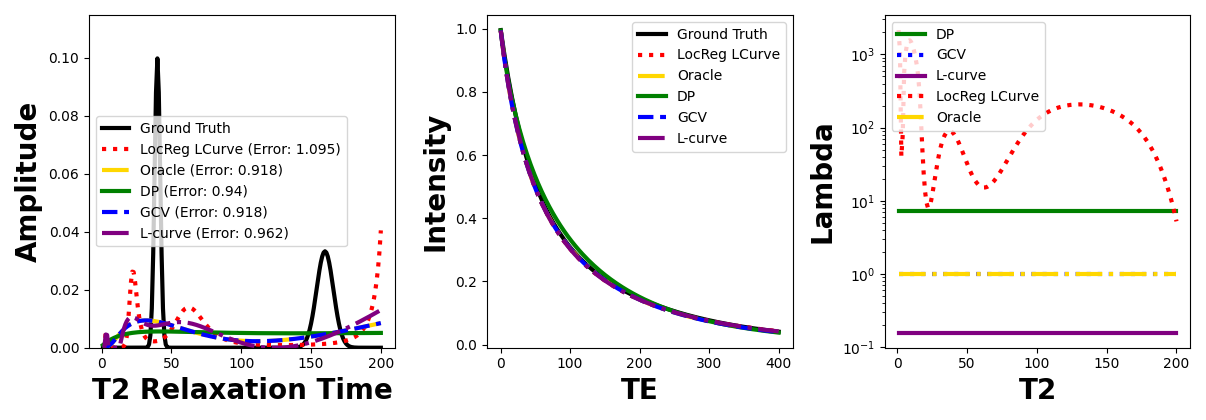 Amplitude
0.10
0.08
0.06
0.04
0.02
0.00
Ground Truth
LocReg LCurve (Error: 1.095)
Oracle (Error: 0.918)
DP (Error: 0.94)
GCV (Error: 0.918)
L-curve (Error: 0.962)
0 50 100 150 200
T2 Relaxation Time
Intensity
1.0
0.8
0.6
0.4
0.2
0.0
Ground Truth
LocReg LCurve
Oracle
DP
GCV
L-curve
0 100 200 300 400
TE
Lambda
10³
10²
10¹
10⁰
10⁻¹
DP
GCV
L-curve
LocReg LCurve
Oracle
0 50 100 150 200
T2